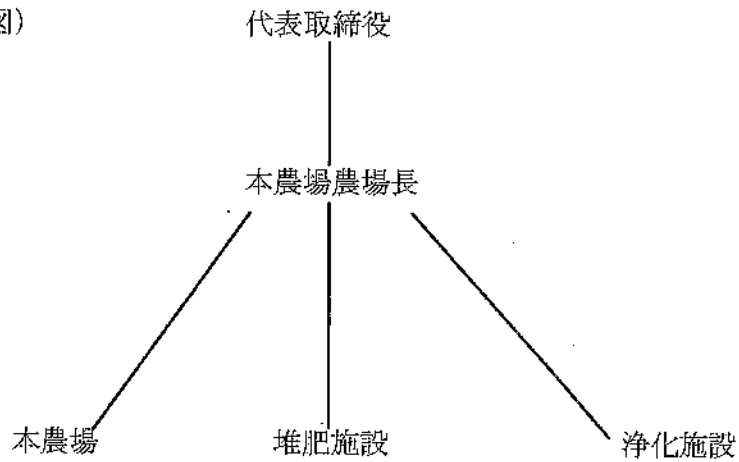 図)
代表取締役
本農場農場長
本農場
堆肥施設
浄化施設